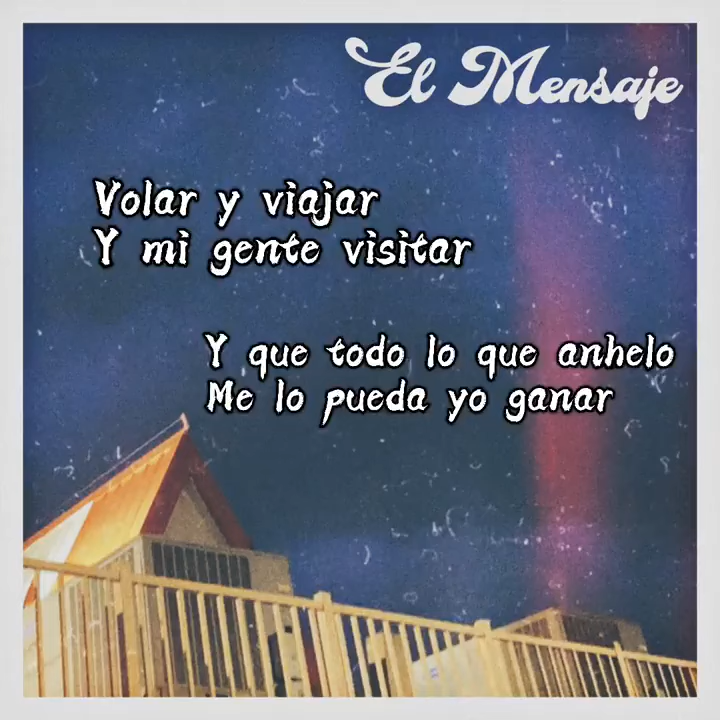 El Mensaje
Volar y viajar
Y mi gente visitar
Y que todo lo que anhelo
Me lo pueda yo ganar